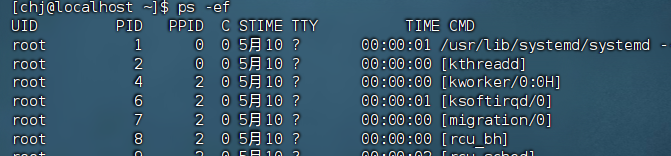 [chj@localhost ~]$ ps -ef
UID PID PPID C STIME TTY TIME CMD
root 1 0 0 5月10 ? 00:00:01 /usr/lib/systemd/systemd -
root 2 0 0 5月10 ? 00:00:00 [kthreadd]
root 4 2 0 5月10 ? 00:00:00 [kworker/0:0H]
root 6 2 0 5月10 ? 00:00:01 [ksoftirqd/0]
root 7 2 0 5月10 ? 00:00:00 [migration/0]
root 8 2 0 5月10 ? 00:00:00 [rcu_bh]